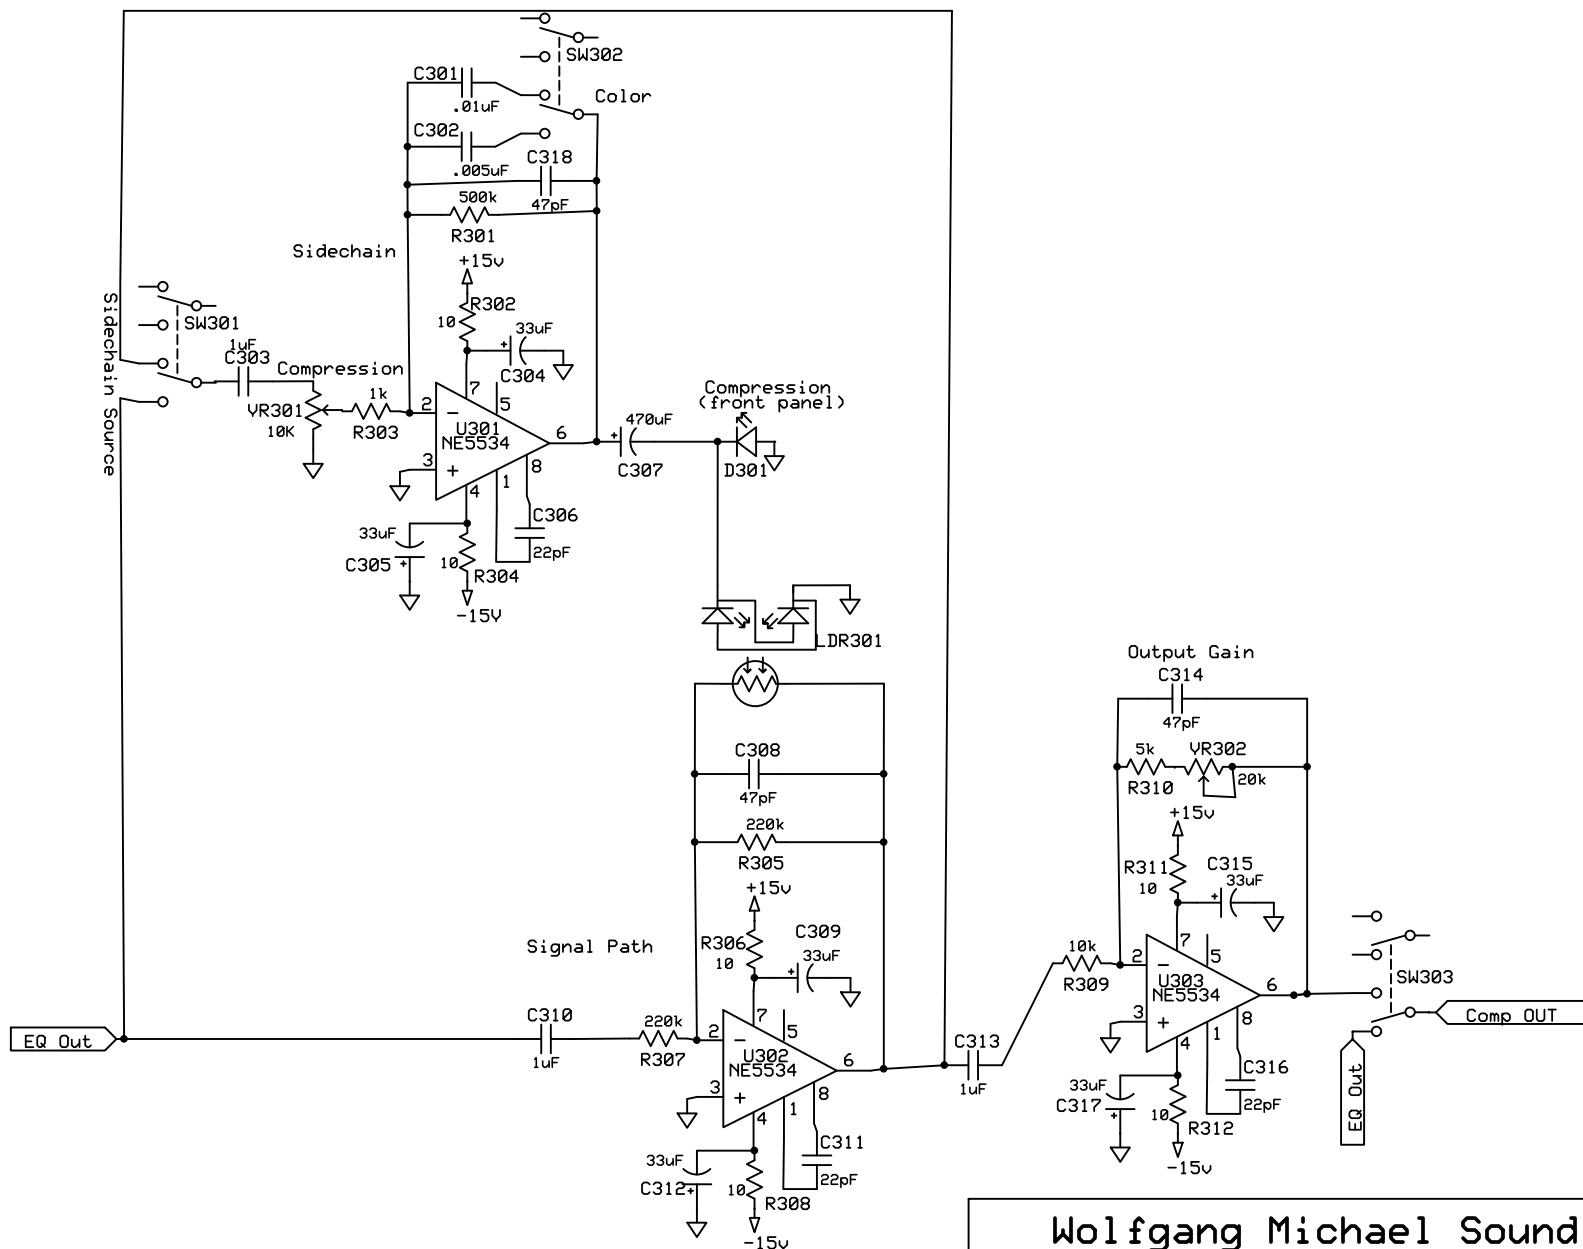 SW302
C301
.01uF
Color
C302
.005uF
C318
47pF
500k
R301
Sidechain
+15v
R302
10
33uF
C304
Sidechain Source
SW301
1uF
C303
Compression
VR301
10K
1k
R303
2
-
7
5
U301
NE5534
6
3
+
4
1
8
33uF
C305
10
R304
-15V
C306
22pF
470uF
C307
Compression
(front panel)
D301
LDR301
C308
47pF
220k
R305
+15v
R306
10
C309
33uF
Signal Path
EQ Out
C310
1uF
220k
R307
2
-
7
5
U302
NE5534
6
3
+
4
1
8
33uF
C312
+
10
R308
-15v
C311
22pF
C313
1uF
Output Gain
C314
47pF
5k
R310
VR302
20k
+15v
R311
10
C315
33uF
10k
R309
2
-
7
5
U303
NE5534
6
3
+
4
1
8
33uF
C317
10
R312
-15v
C316
22pF
SW303
Comp OUT
EQ Out
Wolfgang Michael Sound